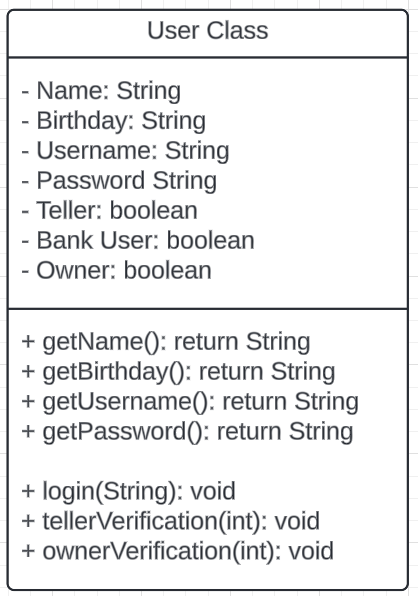 User Class
- Name: String
- Birthday: String
- Username: String
- Password String
- Teller: boolean
- Bank User: boolean
- Owner: boolean
+ getName(): return String
+ getBirthday(): return String
+ getUsername(): return String
+ getPassword(): return String
+ login(String): void
+ tellerVerification(int): void
+ ownerVerification(int): void